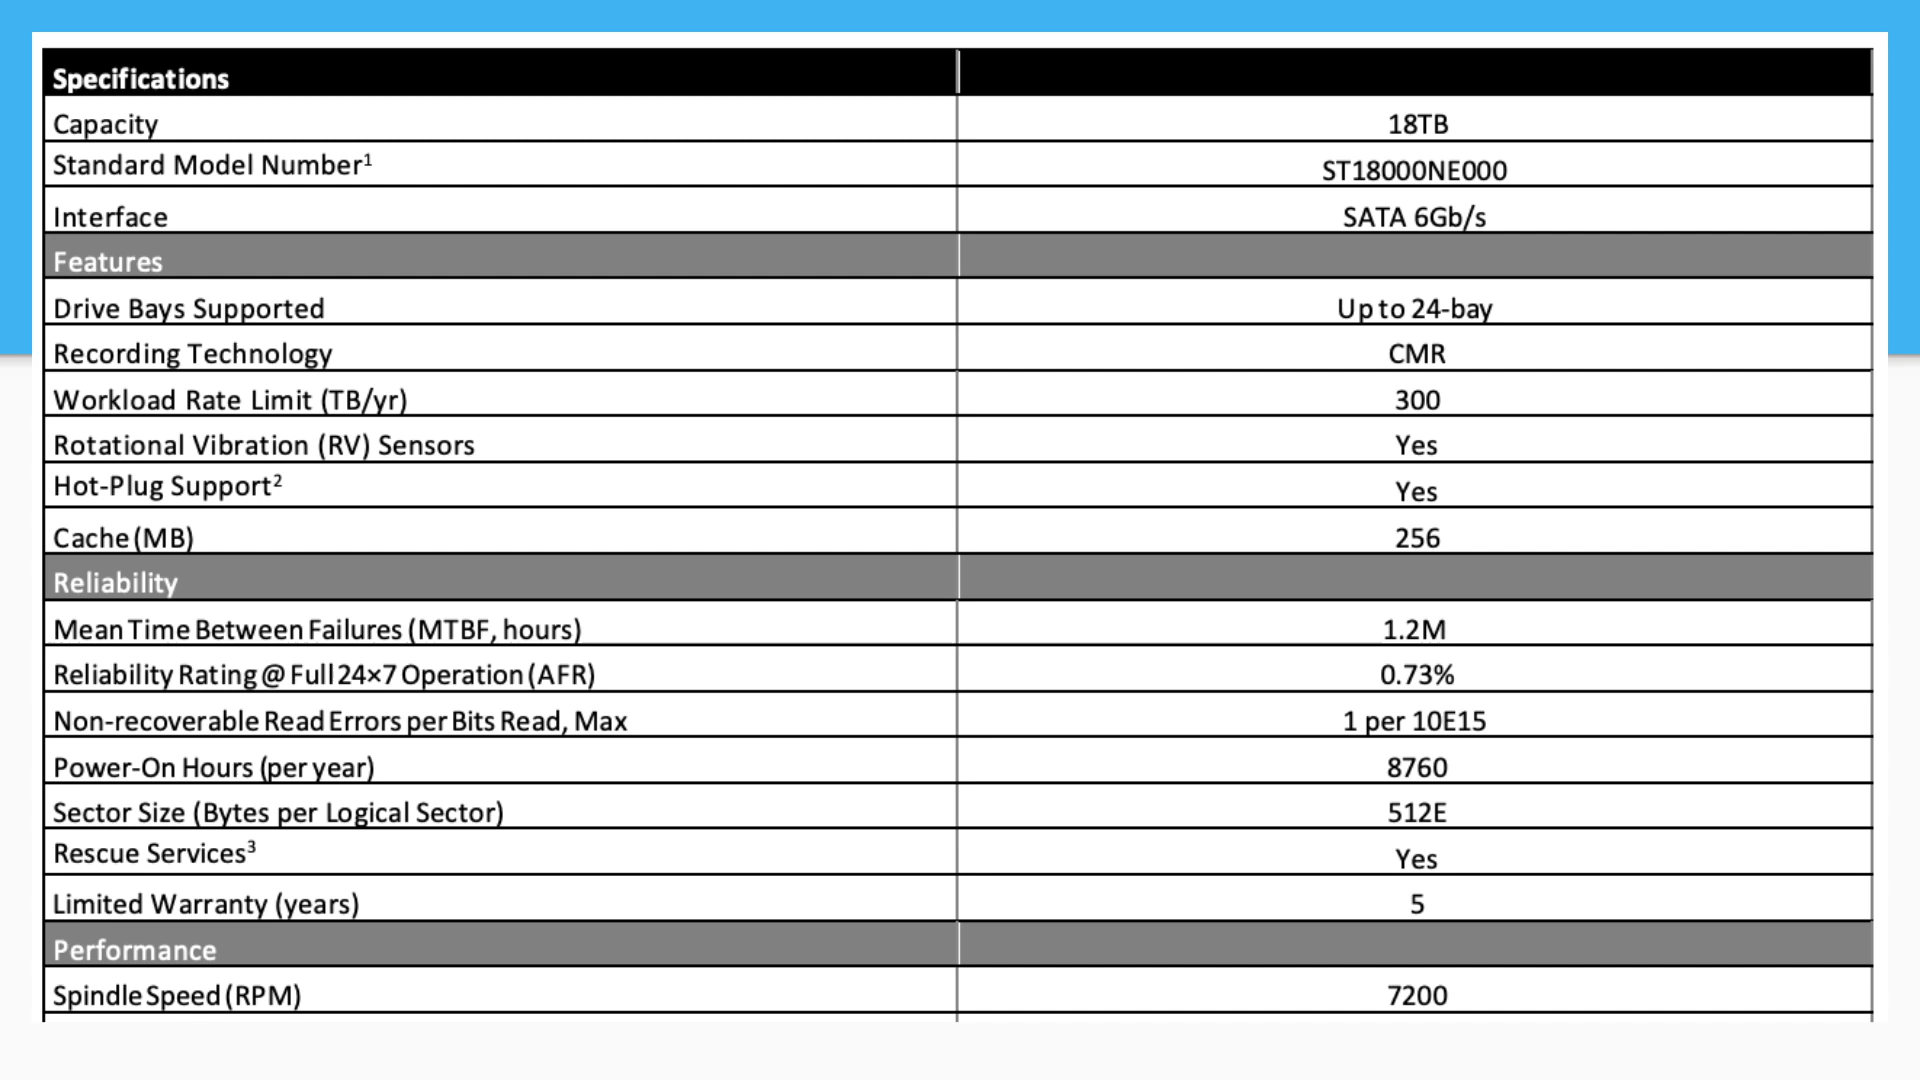 Specifications
Capacity 18TB
Standard Model Number¹ ST18000NE000
Interface SATA 6Gb/s
Features
Drive Bays Supported Up to 24-bay
Recording Technology CMR
Workload Rate Limit (TB/yr) 300
Rotational Vibration (RV) Sensors Yes
Hot-Plug Support² Yes
Cache (MB) 256
Reliability
Mean Time Between Failures (MTBF, hours) 1.2M
Reliability Rating @ Full 24×7 Operation (AFR) 0.73%
Non-recoverable Read Errors per Bits Read, Max 1 per 10E15
Power-On Hours (per year) 8760
Sector Size (Bytes per Logical Sector) 512E
Rescue Services³ Yes
Limited Warranty (years) 5
Performance
Spindle Speed (RPM) 7200